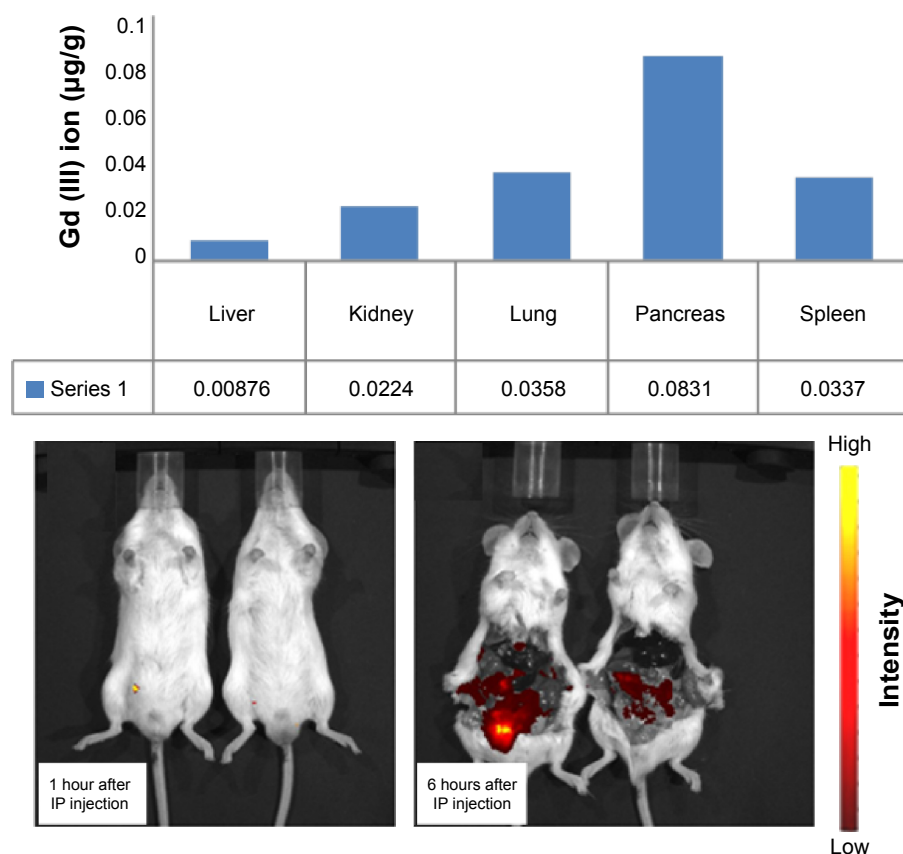 Gd (III) ion (µg/g)
0.1
0.08
0.06
0.04
0.02
0
Liver Kidney Lung Pancreas Spleen
Series 1 0.00876 0.0224 0.0358 0.0831 0.0337
1 hour after
IP injection
6 hours after
IP injection
High
Intensity
Low